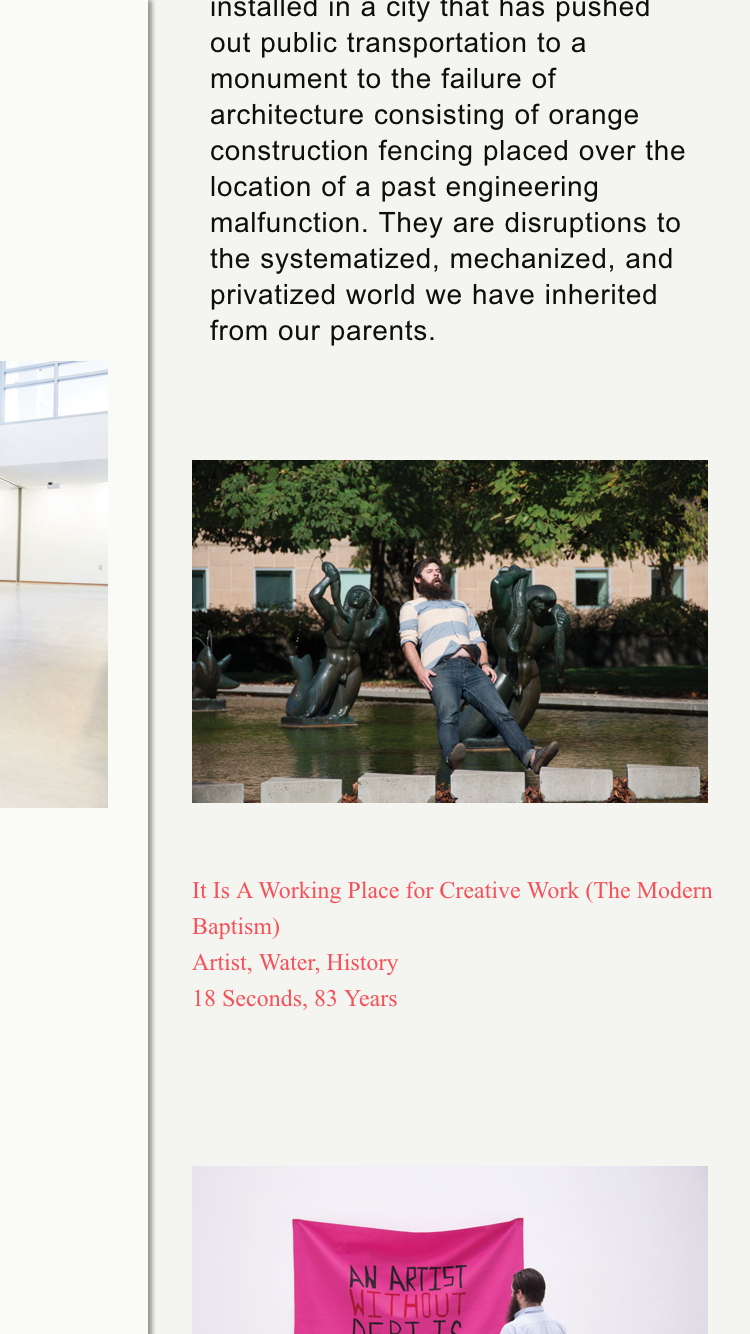 installed in a city that has pushed
out public transportation to a
monument to the failure of
architecture consisting of orange
construction fencing placed over the
location of a past engineering
malfunction. They are disruptions to
the systematized, mechanized, and
privatized world we have inherited
from our parents.
It Is A Working Place for Creative Work (The Modern
Baptism)
Artist, Water, History
18 Seconds, 83 Years
AN ARTIST
WITHOUT
DEBT IS